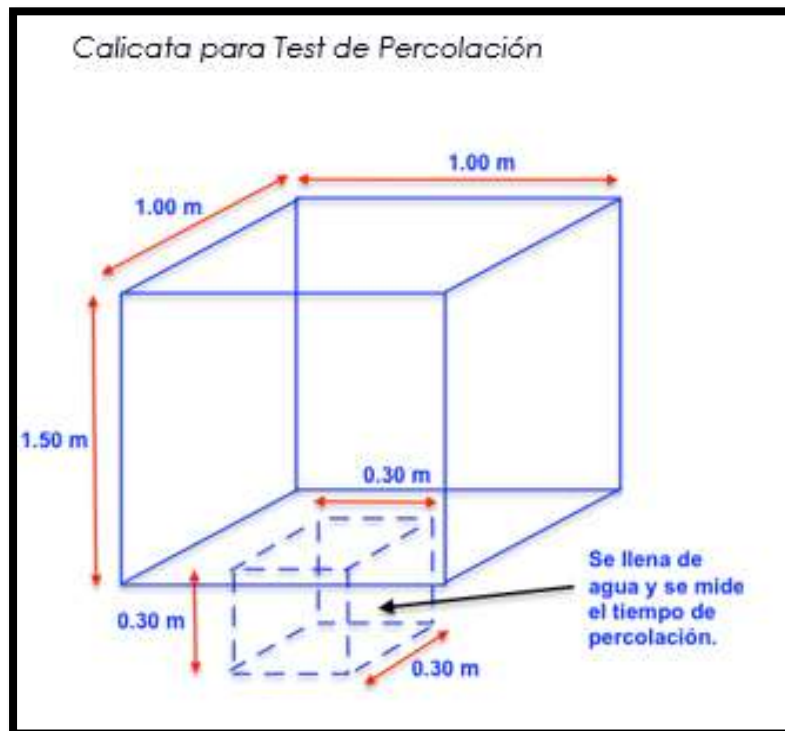 Calicata para Test de Percolación
1.00 m
1.00 m
1.50 m
0.30 m
Se llena de
agua y se mide
el tiempo de
percolación.
0.30 m
0.30 m